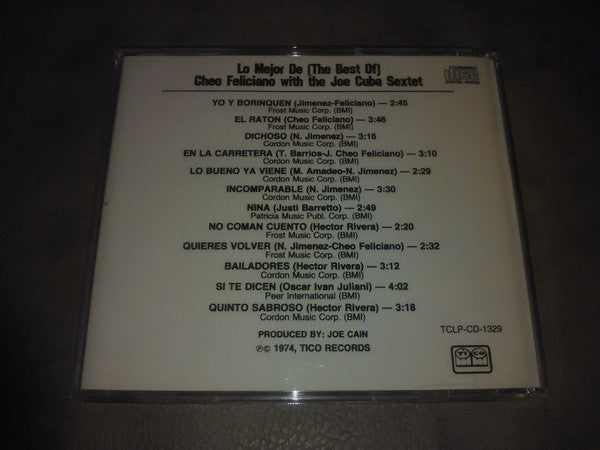 Lo Mejor De (The Best Of)
Cheo Feliciano with the Joe Cuba Sextet
COMPACT
disc
DIGITAL AUDIO
YO Y BORINQUEN (Jimenez-Feliciano) — 2:45
Frost Music Corp. (BMI)
EL RATON (Cheo Feliciano) — 3:46
Frost Music Corp. (BMI)
DICHOSO (N. Jimenez) — 3:16
Cordon Music Corp. (BMI)
EN LA CARRETERA (T. Barrios-J. Cheo Feliciano) — 3:10
Cordon Music Corp. (BMI)
LO BUENO YA VIENE (M. Amadeo-N. Jimenez) — 2:29
Cordon Music Corp. (BMI)
INCOMPARABLE (N. Jimenez) — 3:30
Cordon Music Corp. (BMI)
NINA (Justi Barretto) — 2:49
Patricia Music Publ. Corp. (BMI)
NO COMAN CUENTO (Hector Rivera) — 2:20
Frost Music Corp. (BMI)
QUIERES VOLVER (N. Jimenez-Cheo Feliciano) — 2:32
Frost Music Corp. (BMI)
BAILADORES (Hector Rivera) — 3:12
Cordon Music Corp. (BMI)
SI TE DICEN (Oscar Ivan Juliani) — 4:02
Peer International (BMI)
QUINTO SABROSO (Hector Rivera) — 3:18
Cordon Music Corp. (BMI)
PRODUCED BY: JOE CAIN
℗© 1974, TICO RECORDS
TCLP-CD-1329
TICO